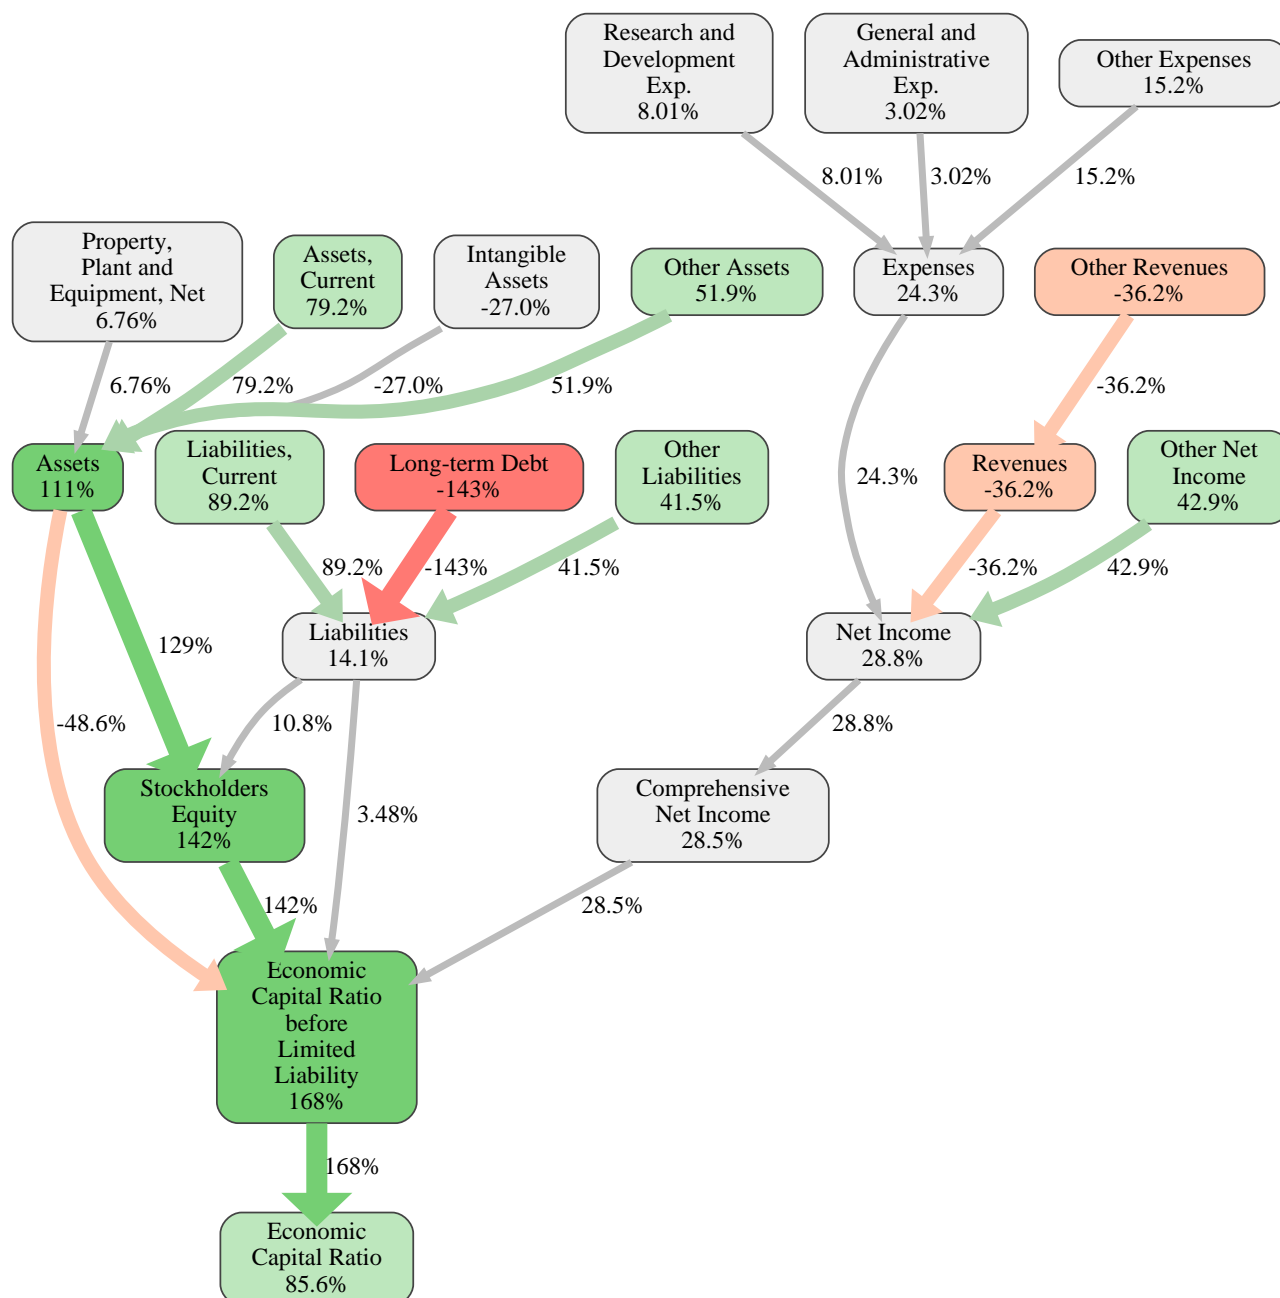 Research and
Development
Exp.
8.01%
General and
Administrative
Exp.
3.02%
Other Expenses
15.2%
8.01%
3.02%
15.2%
Property,
Plant and
Equipment, Net
6.76%
Assets,
Current
79.2%
Intangible
Assets
-27.0%
Other Assets
51.9%
Expenses
24.3%
Other Revenues
-36.2%
6.76%
79.2%
-27.0%
51.9%
-36.2%
Assets
111%
Liabilities,
Current
89.2%
Long-term Debt
-143%
Other
Liabilities
41.5%
24.3%
Revenues
-36.2%
Other Net
Income
42.9%
89.2%
-143%
41.5%
-36.2%
42.9%
129%
Liabilities
14.1%
Net Income
28.8%
-48.6%
10.8%
28.8%
Stockholders
Equity
142%
3.48%
Comprehensive
Net Income
28.5%
142%
28.5%
Economic
Capital Ratio
before
Limited
Liability
168%
168%
Economic
Capital Ratio
85.6%